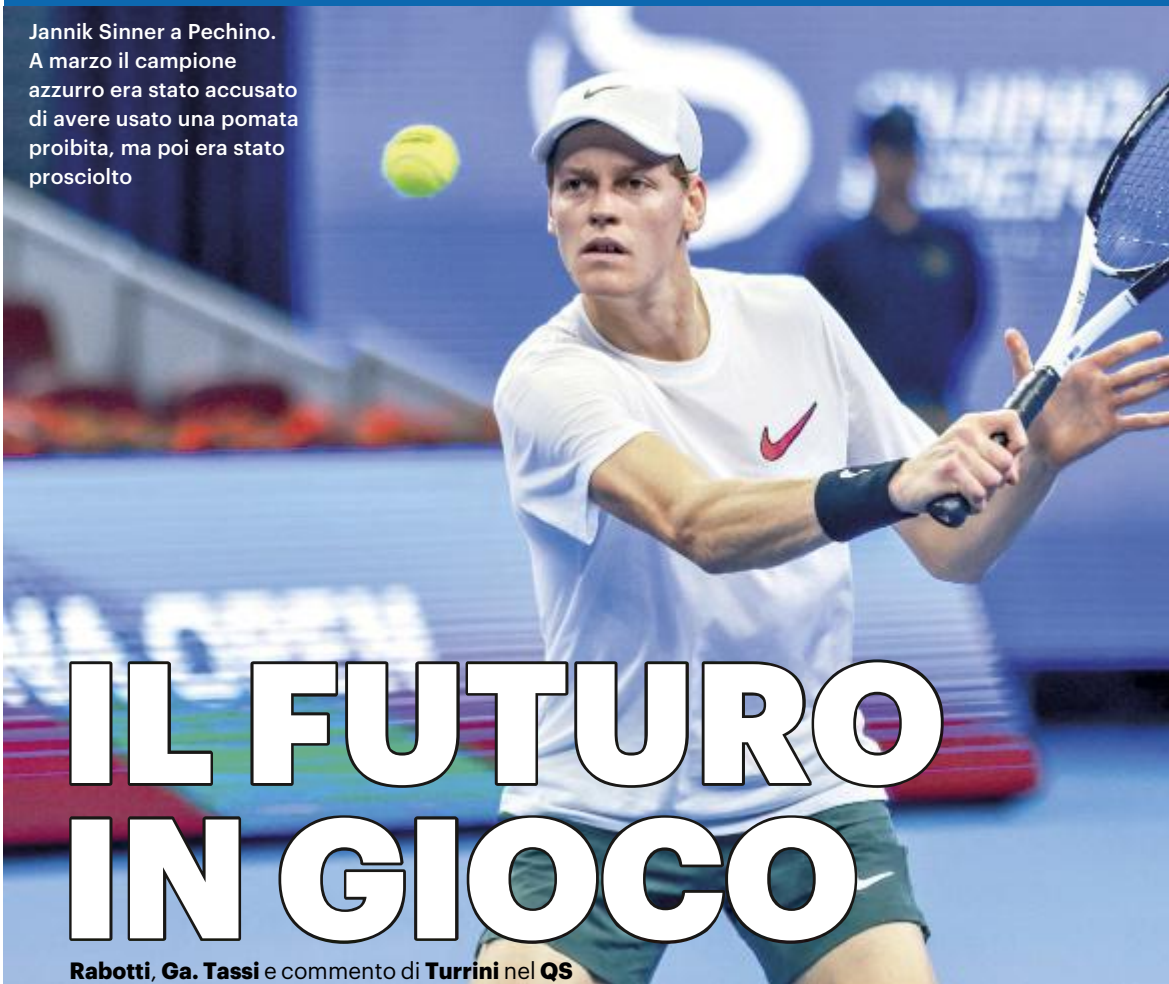 Jannik Sinner a Pechino.
A marzo il campione
azzurro era stato accusato
di avere usato una pomata
proibita, ma poi era stato
prosciolto
OPEN
IL FUTURO
IN GIOCO
Rabotti, Ga. Tassi e commento di Turrini nel QS